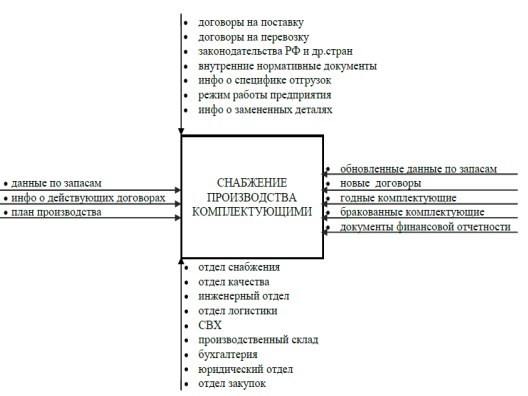 • договоры на поставку
• договоры на перевозку
• законодательства РФ и др.стран
• внутренние нормативные документы
• инфо о специфике отгрузок
• режим работы предприятия
• инфо о замененных деталях
• данные по запасам
• инфо о действующих договорах
• план производства
СНАБЖЕНИЕ
ПРОИЗВОДСТВА
КОМПЛЕКТУЮЩИМИ
• обновленные данные по запасам
• новые договоры
• годные комплектующие
• бракованные комплектующие
• документы финансовой отчетности
• отдел снабжения
• отдел качества
• инженерный отдел
• отдел логистики
• СВХ
• производственный склад
• бухгалтерия
• юридический отдел
• отдел закупок